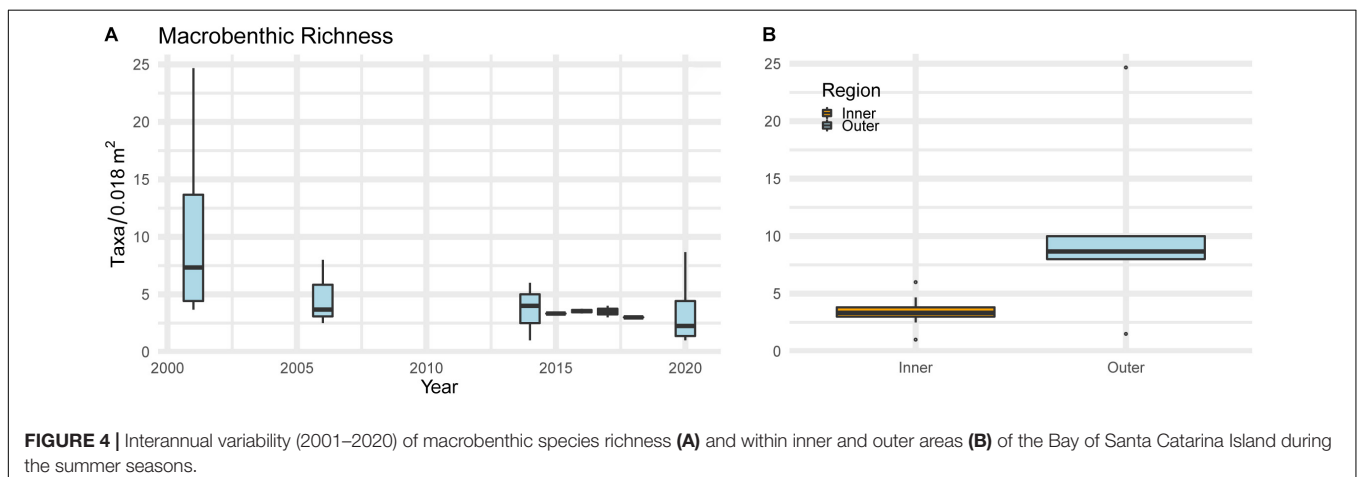 A Macrobenthic Richness
Taxa/0.018 m²
25
20
15
10
5
0
2000 2005 2010 2015 2020
Year
B
25
20
15
10
5
0
Region
Inner
Outer
Inner Outer
FIGURE 4 | Interannual variability (2001–2020) of macrobenthic species richness (A) and within inner and outer areas (B) of the Bay of Santa Catarina Island during
the summer seasons.